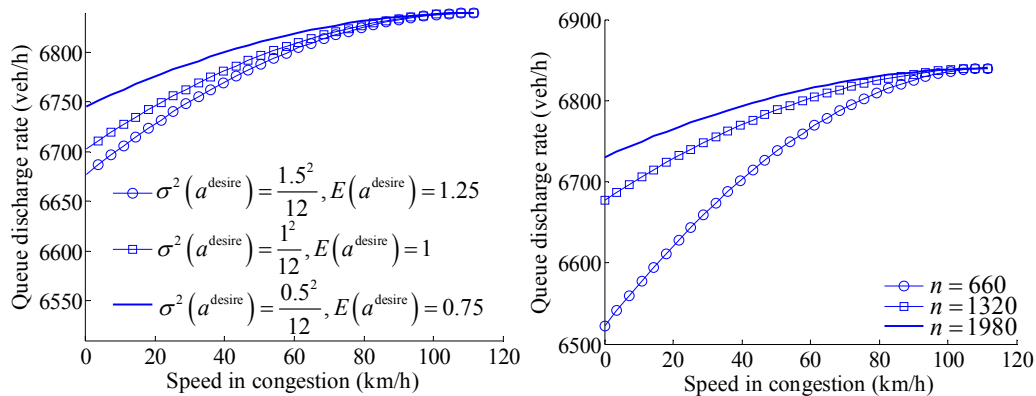 Queue discharge rate (veh/h)
6800
6750
6700
6650
6600
6550
0
20
40
60
80
100
120
Speed in congestion (km/h)
σ²(a^desire) = 1.5²/12, E(a^desire) = 1.25
σ²(a^desire) = 1²/12, E(a^desire) = 1
σ²(a^desire) = 0.5²/12, E(a^desire) = 0.75
Queue discharge rate (veh/h)
6900
6800
6700
6600
6500
0
20
40
60
80
100
120
Speed in congestion (km/h)
n = 660
n = 1320
n = 1980